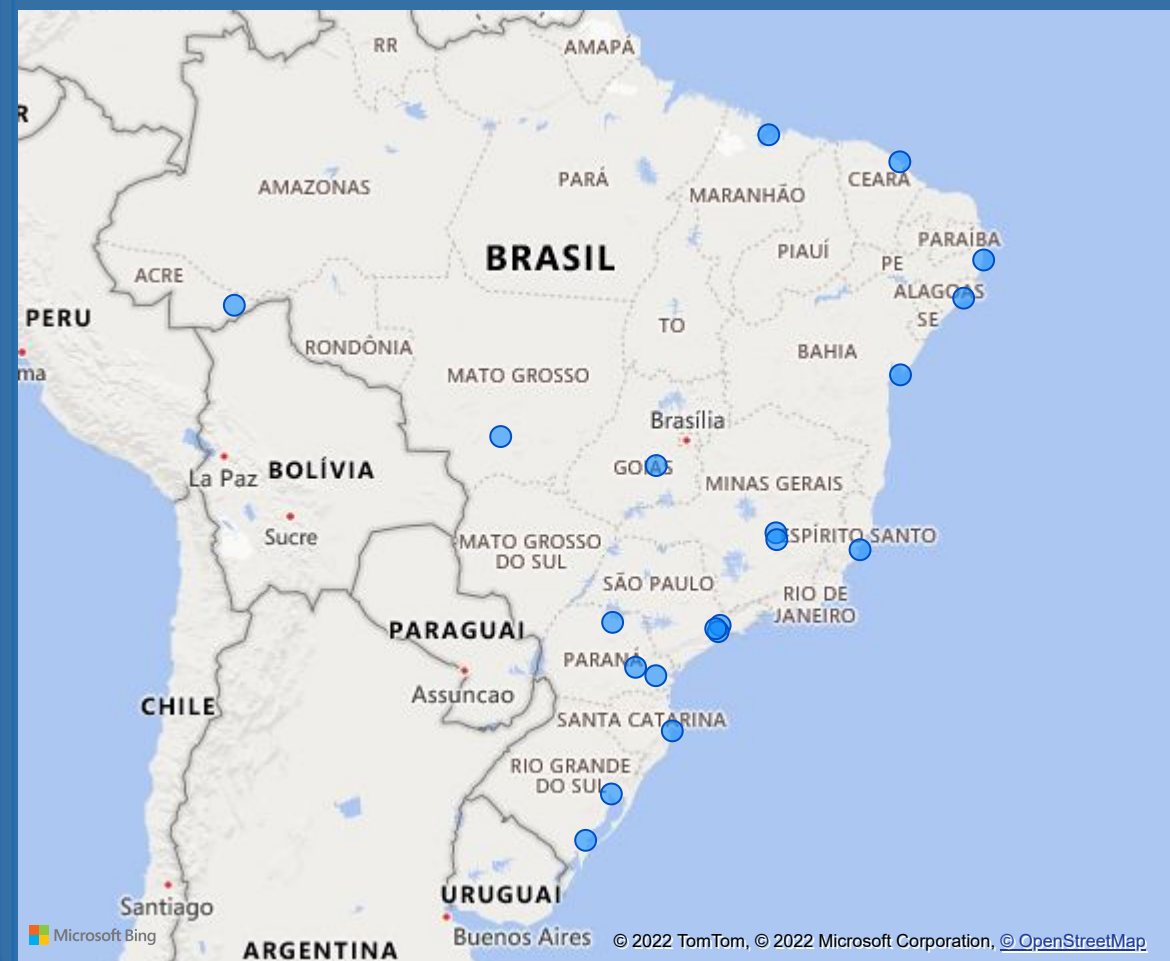 RR
AMAPÁ
R
AMAZONAS
PARÁ
MARANHÃO
CEARÁ
BRASIL
PIAUÍ
PARAÍBA
PE
ACRE
ALAGOAS
SE
PERU
TO
RONDÔNIA
BAHIA
ma
MATO GROSSO
Brasília
GOIÁS
BOLÍVIA
La Paz
MINAS GERAIS
Sucre
MATO GROSSO
DO SUL
ESPÍRITO SANTO
SÃO PAULO
RIO DE
JANEIRO
PARAGUAI
PARANÁ
Assuncao
CHILE
SANTA CATARINA
RIO GRANDE
DO SUL
URUGUAI
Santiago
Microsoft Bing
Buenos Aires
ARGENTINA
© 2022 TomTom, © 2022 Microsoft Corporation, © OpenStreetMap